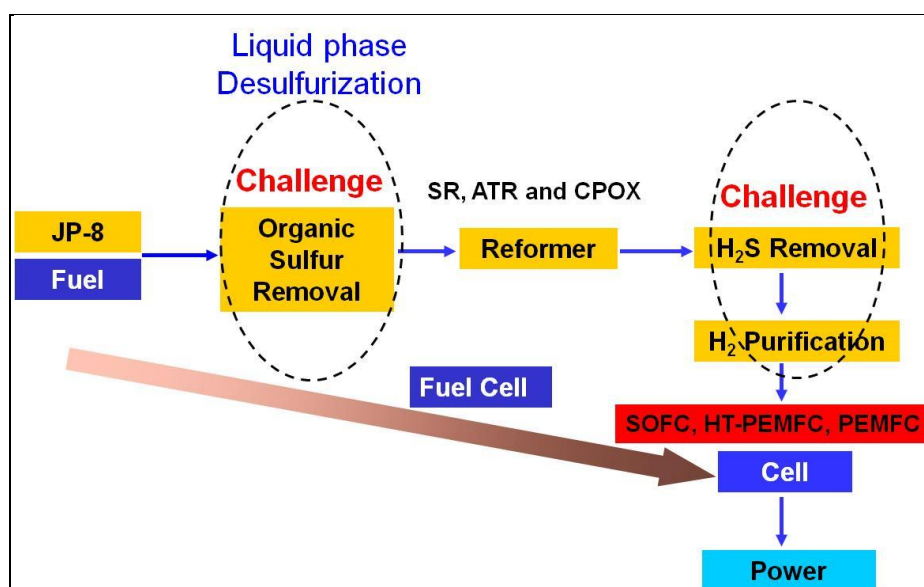 Liquid phase
Desulfurization
Challenge
SR, ATR and CPOX
Challenge
JP-8
Fuel
Organic
Sulfur
Removal
Reformer
H₂S Removal
H₂ Purification
Fuel Cell
SOFC, HT-PEMFC, PEMFC
Cell
Power